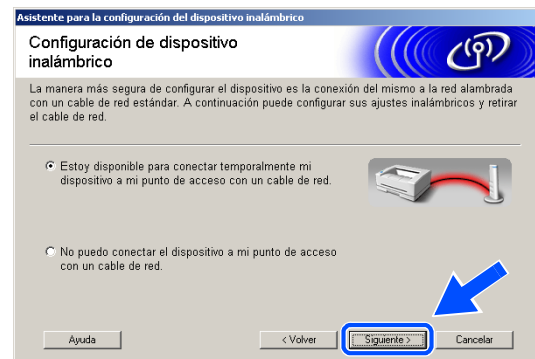 Asistente para la configuración del dispositivo inalámbrico
Configuración de dispositivo
inalámbrico
La manera más segura de configurar el dispositivo es la conexión del mismo a la red alambrada
con un cable de red estándar. A continuación puede configurar sus ajustes inalámbricos y retirar
el cable de red.
Estoy disponible para conectar temporalmente mi
dispositivo a mi punto de acceso con un cable de red.
No puedo conectar el dispositivo a mi punto de acceso
con un cable de red.
Ayuda
< Volver
Siguiente >
Cancelar